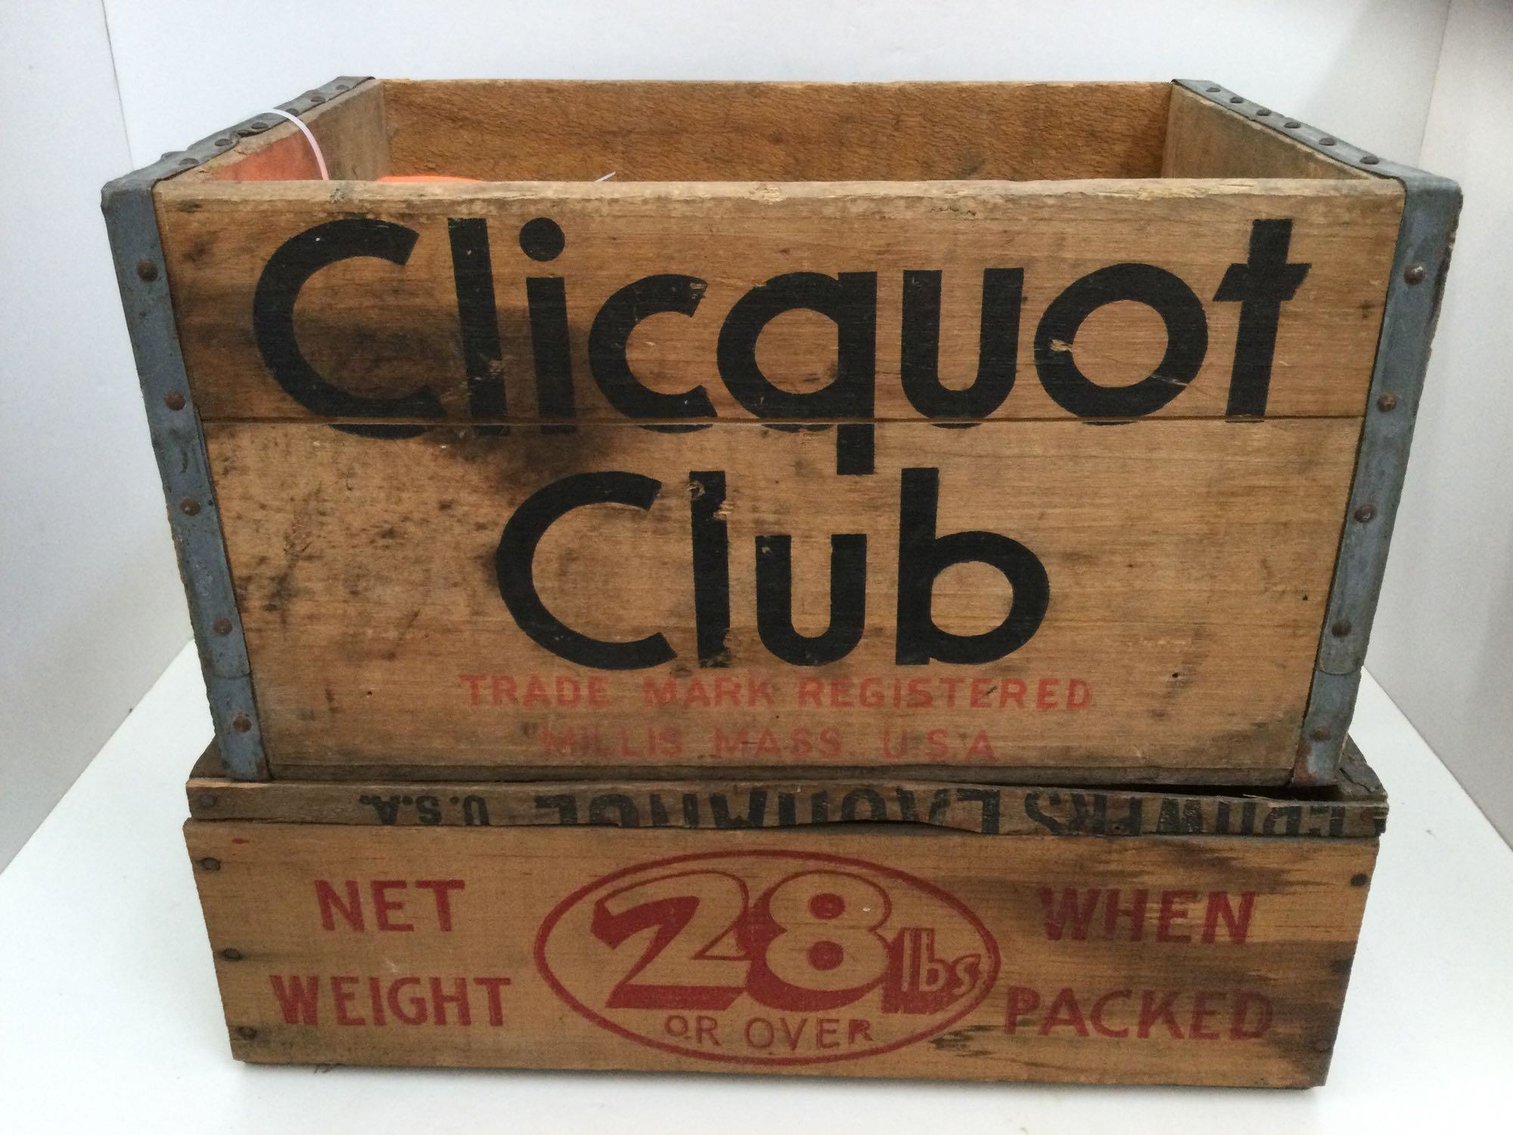 Clicquot
Club
TRADE MARK REGISTERED
MILLIS MASS. U.S.A
U.S.A.
NET 28 lbs. WHEN
WEIGHT OR OVER PACKED